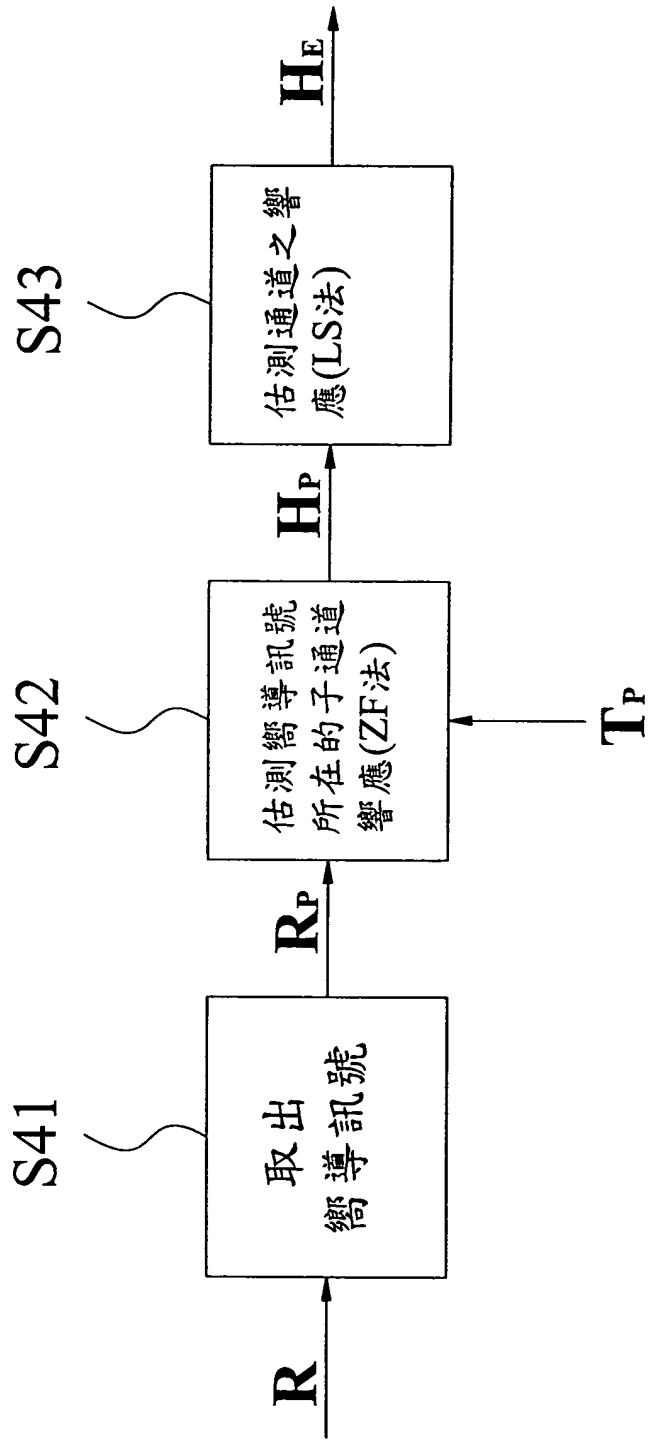 S41
S42
S43
R
取出
嚮導訊號
R_P
估測嚮導訊號
所在的子通道
響應(ZF法)
T_P
H_P
估測通道之響
應(LS法)
H_E